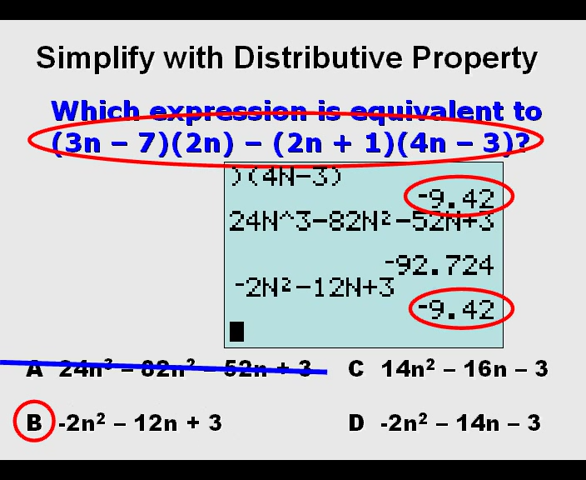 Simplify with Distributive Property
Which expression is equivalent to
(3n – 7)(2n) – (2n + 1)(4n – 3)?
)(4N-3)
-9.42
24N^3-82N²-52N+3
-92.724
-2N²-12N+3
-9.42
A 24n³ – 82n² – 52n + 3 C 14n² – 16n – 3
B -2n² – 12n + 3 D -2n² – 14n – 3